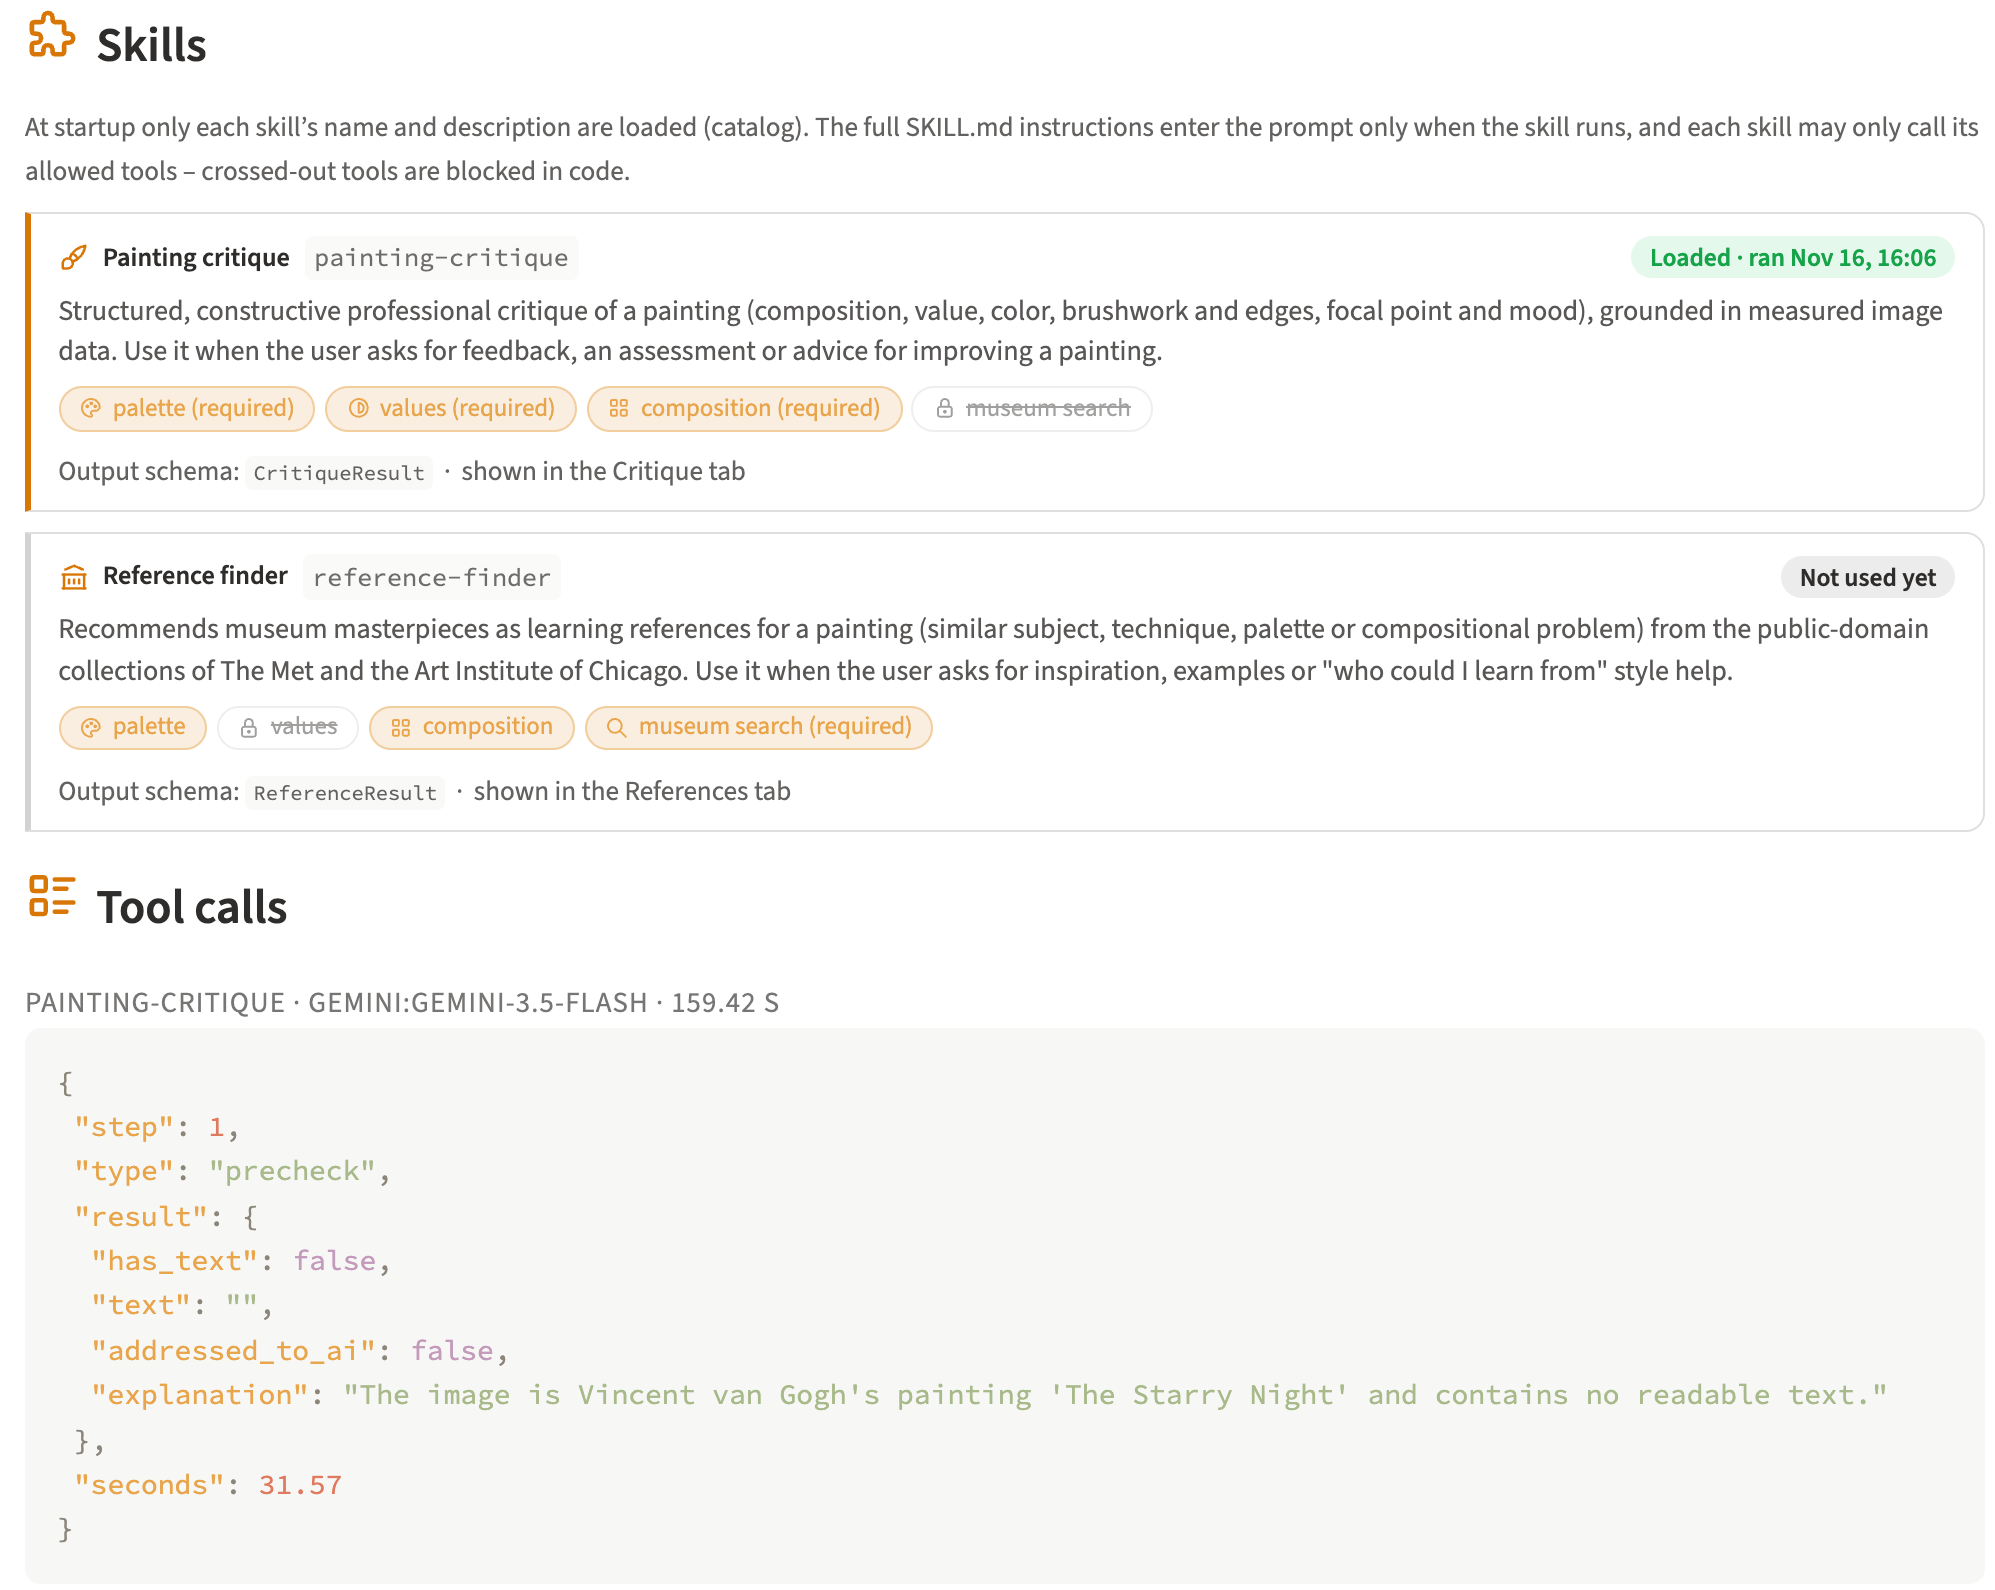 Skills
At startup only each skill’s name and description are loaded (catalog). The full SKILL.md instructions enter the prompt only when the skill runs, and each skill may only call its
allowed tools – crossed-out tools are blocked in code.
Painting critique painting-critique Loaded · ran Nov 16, 16:06
Structured, constructive professional critique of a painting (composition, value, color, brushwork and edges, focal point and mood), grounded in measured image
data. Use it when the user asks for feedback, an assessment or advice for improving a painting.
palette (required) values (required) composition (required) museum search
Output schema: CritiqueResult · shown in the Critique tab
Reference finder reference-finder Not used yet
Recommends museum masterpieces as learning references for a painting (similar subject, technique, palette or compositional problem) from the public-domain
collections of The Met and the Art Institute of Chicago. Use it when the user asks for inspiration, examples or "who could I learn from" style help.
palette values composition museum search (required)
Output schema: ReferenceResult · shown in the References tab
Tool calls
PAINTING-CRITIQUE · GEMINI:GEMINI-3.5-FLASH · 159.42 S
{
"step": 1,
"type": "precheck",
"result": {
"has_text": false,
"text": "",
"addressed_to_ai": false,
"explanation": "The image is Vincent van Gogh's painting 'The Starry Night' and contains no readable text."
},
"seconds": 31.57
}